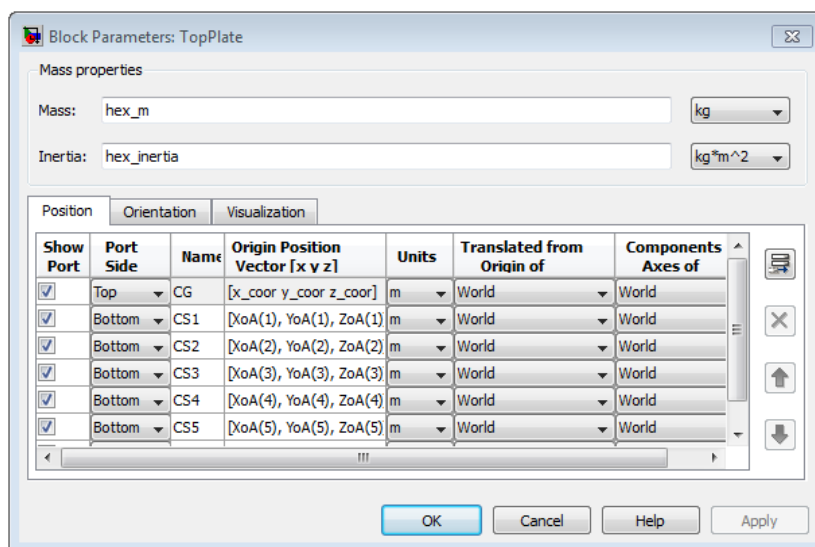 Block Parameters: TopPlate
Mass properties
Mass: hex_m kg
Inertia: hex_inertia kg*m^2
Position Orientation Visualization
Show Port Port Side Name Origin Position Vector [x y z] Units Translated from Origin of Components Axes of
Top CG [x_coor y_coor z_coor] m World World
Bottom CS1 [XoA(1), YoA(1), ZoA(1) m World World
Bottom CS2 [XoA(2), YoA(2), ZoA(2) m World World
Bottom CS3 [XoA(3), YoA(3), ZoA(3) m World World
Bottom CS4 [XoA(4), YoA(4), ZoA(4) m World World
Bottom CS5 [XoA(5), YoA(5), ZoA(5) m World World
OK Cancel Help Apply